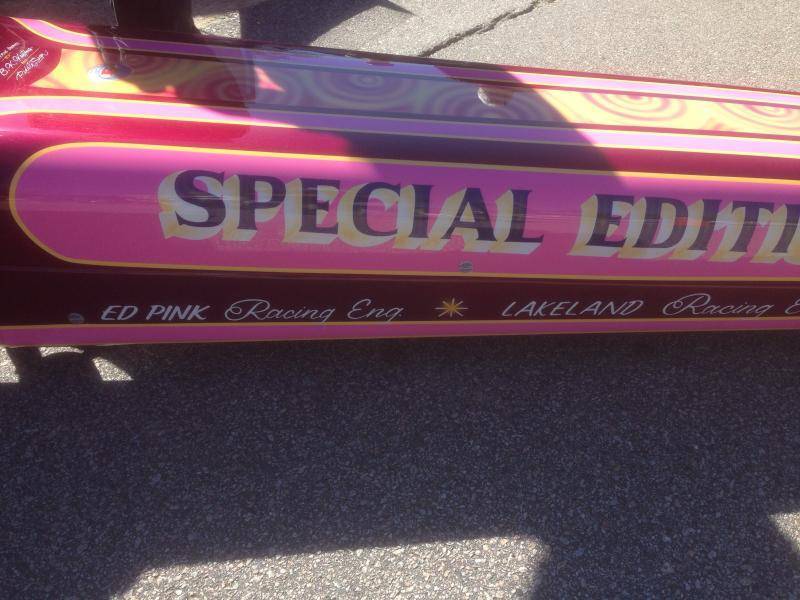 SPECIAL EDITI
ED PINK Racing Eng. LAKELAND Racing E